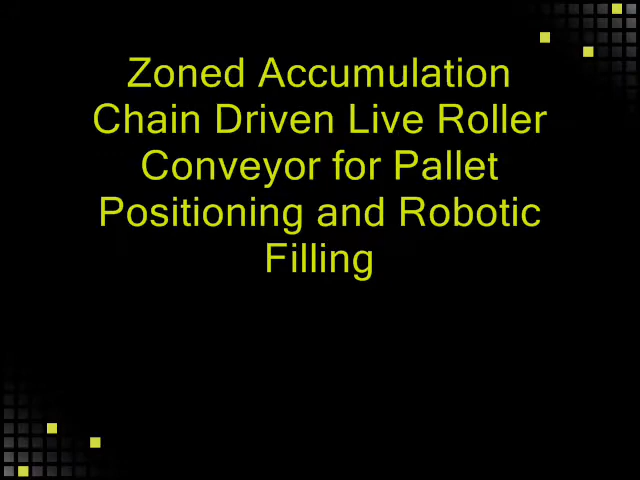 Zoned Accumulation
Chain Driven Live Roller
Conveyor for Pallet
Positioning and Robotic
Filling